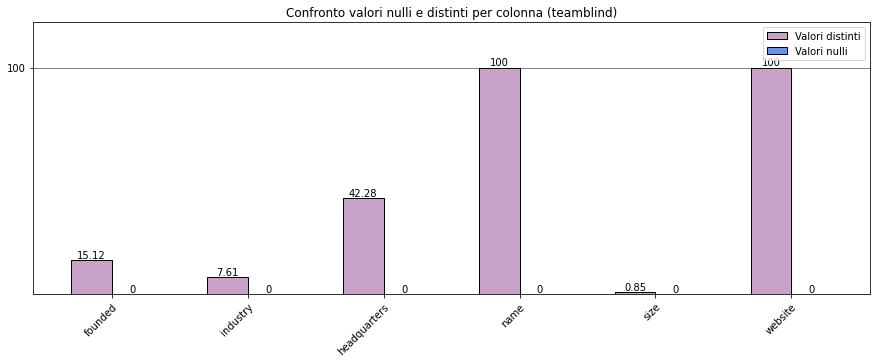 Confronto valori nulli e distinti per colonna (teamblind)
Valori distinti
Valori nulli
100
100
100
42.28
15.12
7.61
0.85
0
0
0
0
0
0
founded
industry
headquarters
name
size
website